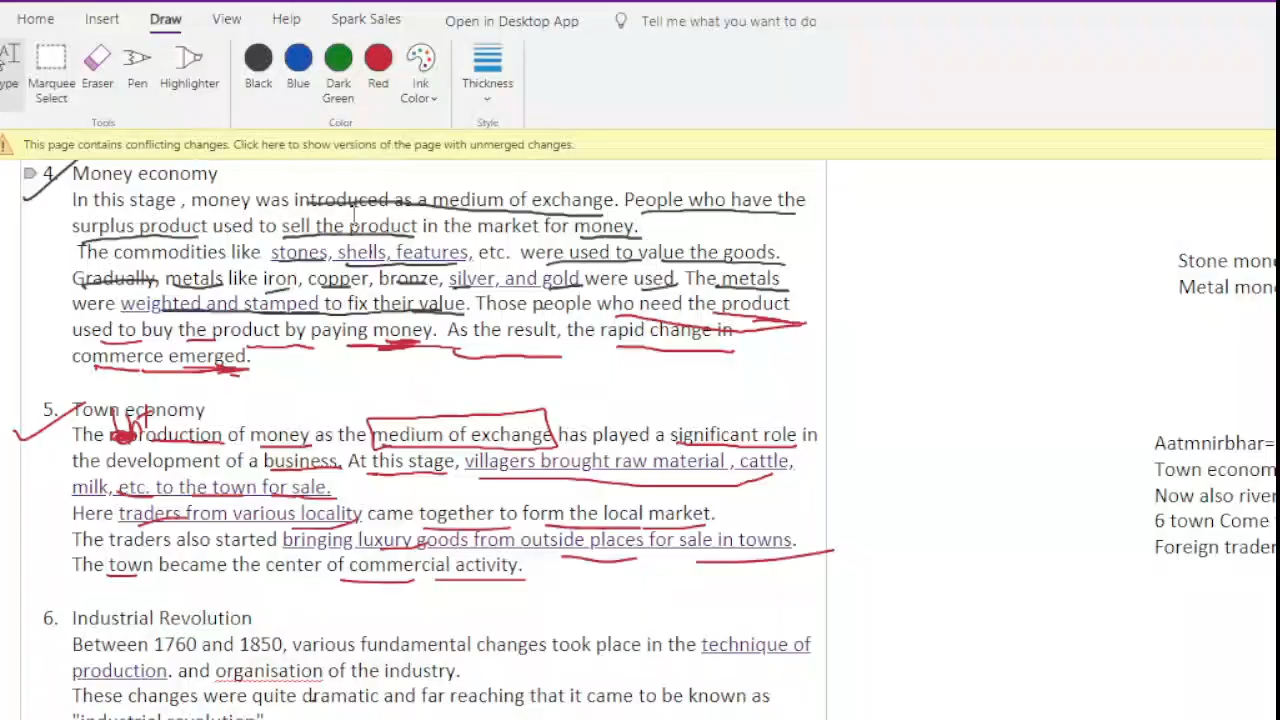 Home Insert Draw View Help Spark Sales Open in Desktop App Tell me what you want to do
Marquee Select Eraser Pen Highlighter Black Blue Dark Green Red Ink Color Thickness
Tools Color Style
This page contains conflicting changes. Click here to show versions of the page with unmerged changes.
4. Money economy
In this stage , money was introduced as a medium of exchange. People who have the
surplus product used to sell the product in the market for money.
The commodities like stones, shells, features, etc. were used to value the goods.
Gradually, metals like iron, copper, bronze, silver, and gold were used. The metals
were weighted and stamped to fix their value. Those people who need the product
used to buy the product by paying money. As the result, the rapid change in
commerce emerged.
Stone mone
Metal mon
5. Town economy
The of money as the medium of exchange has played a significant role in
the development of a business. At this stage, villagers brought raw material , cattle,
milk, etc. to the town for sale.
Here traders from various locality came together to form the local market.
The traders also started bringing luxury goods from outside places for sale in towns.
The town became the center of commercial activity.
Aatmnirbhar=
Town econom
Now also river
6 town Come
Foreign trader
6. Industrial Revolution
Between 1760 and 1850, various fundamental changes took place in the technique of
production. and organisation of the industry.
These changes were quite dramatic and far reaching that it came to be known as
"industrial revolution"